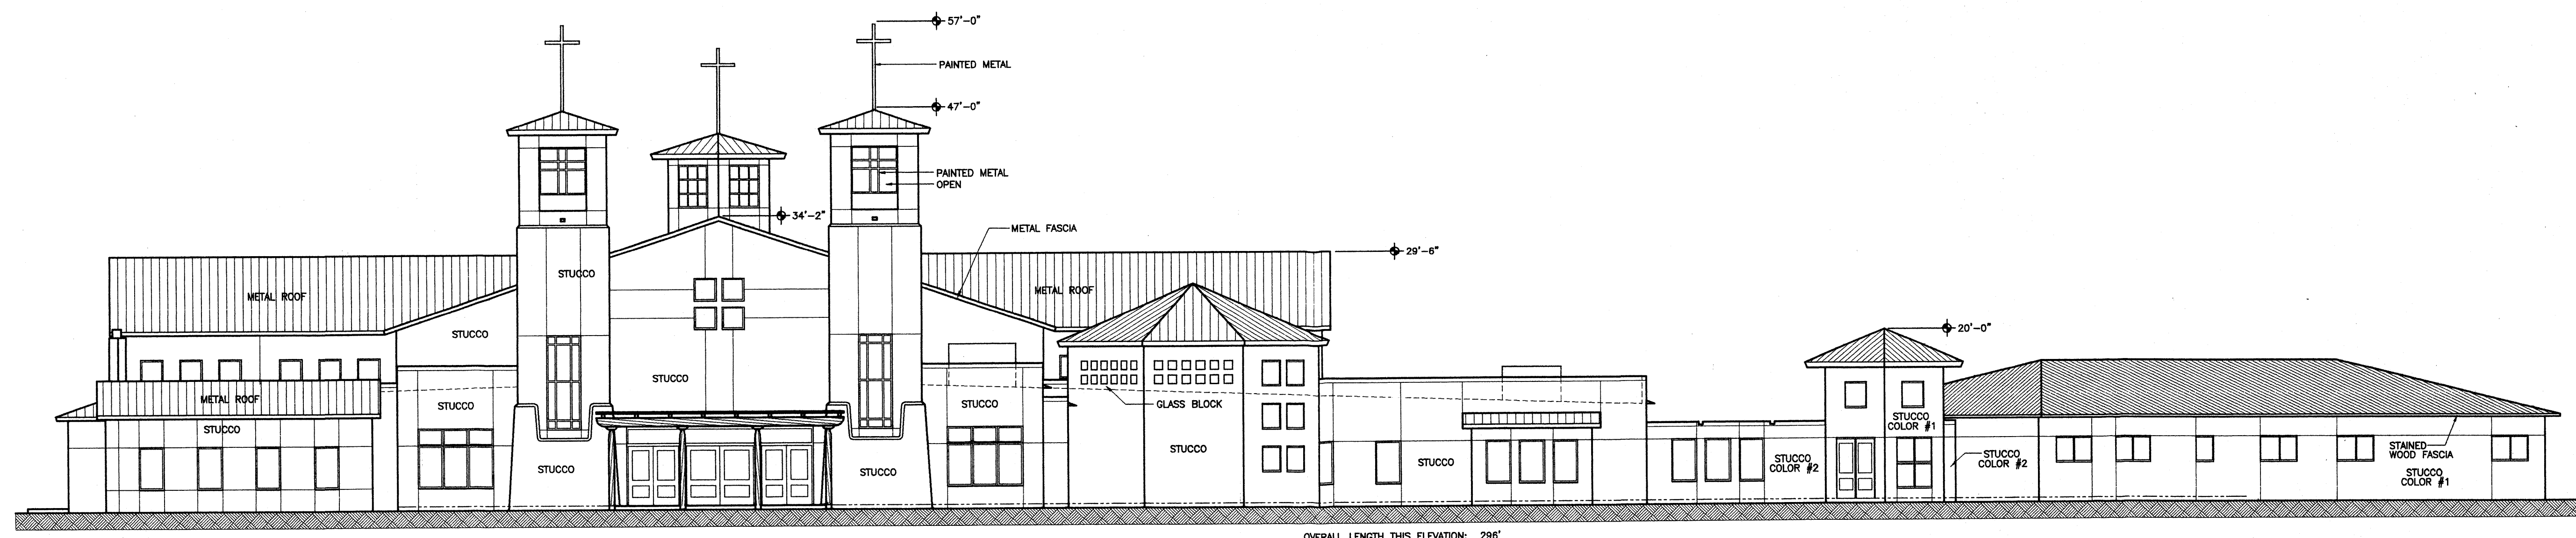 57'-0"
PAINTED METAL
47'-0"
PAINTED METAL
OPEN
34'-2"
METAL FASCIA
29'-6"
STUCCO
METAL ROOF
METAL ROOF
STUCCO
20'-0"
STUCCO
METAL ROOF
STUCCO
STUCCO
GLASS BLOCK
STUCCO
STUCCO
COLOR #1
STUCCO
STUCCO
STUCCO
STUCCO
STUCCO
STUCCO
COLOR #2
STUCCO
COLOR #2
STAINED
WOOD FASCIA
STUCCO
COLOR #1
OVERALL LENGTH THIS ELEVATION: 296'